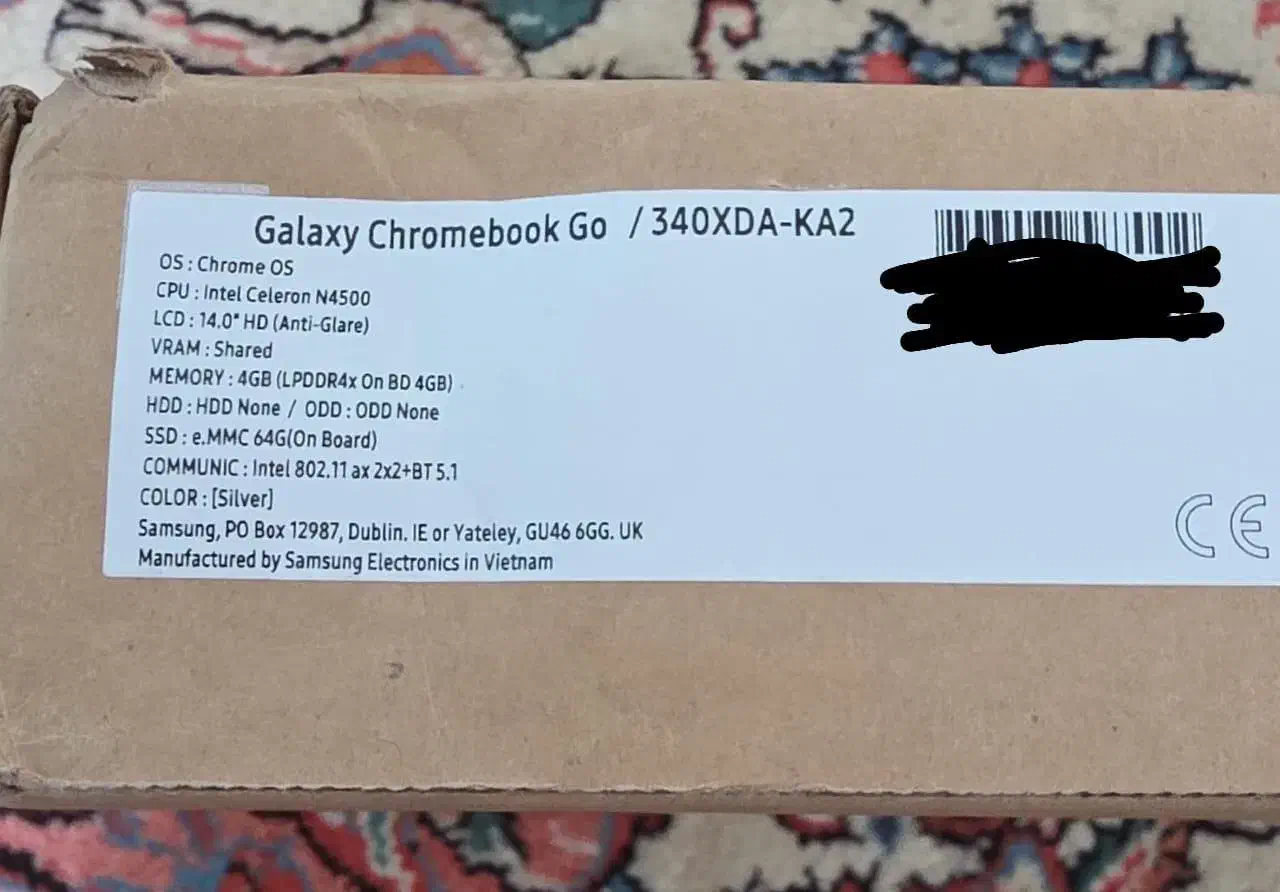 Galaxy Chromebook Go / 340XDA-KA2
OS : Chrome OS
CPU : Intel Celeron N4500
LCD : 14.0" HD (Anti-Glare)
VRAM : Shared
MEMORY : 4GB (LPDDR4x On BD 4GB)
HDD : HDD None / ODD : ODD None
SSD : e.MMC 64G(On Board)
COMMUNIC : Intel 802.11 ax 2x2+BT 5.1
COLOR : [Silver]
Samsung, PO Box 12987, Dublin. IE or Yateley, GU46 6GG. UK
Manufactured by Samsung Electronics in Vietnam
CE